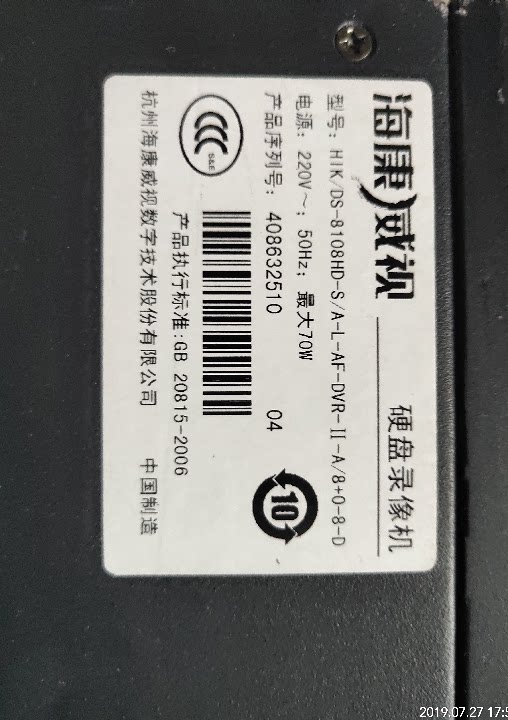 海康威视
硬盘录像机
型号: HIK/DS-8108HD-S/A-L-AF-DVR-II-A/8+0-8-D
电源: 220V～; 50Hz; 最大70W
产品序列号: 408632510 04
CCC
S&E
10
产品执行标准:GB 20815-2006
杭州海康威视数字技术股份有限公司 中国制造
2019.07.27 17:5